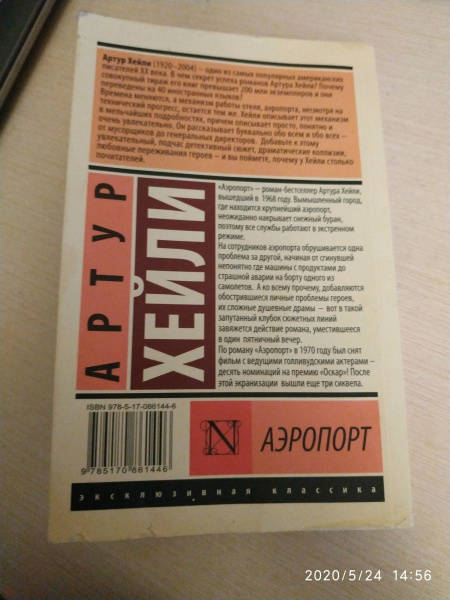 Артур Хейли (1920–2004) – один из самых популярных американских
писателей XX века. В чем секрет успеха романов Артура Хейли? Почему
совокупный тираж его книг превышает 200 млн экземпляров и они
переведены на 40 иностранных языков?
Времена меняются, а механизм работы отеля, аэропорта, несмотря на
технический прогресс, остается тем же. Хейли описывает этот механизм
в мельчайших подробностях, причем описывает просто, понятно и
очень увлекательно. Он рассказывает буквально обо всем и обо всех –
от мусорщиков до генеральных директоров. Добавьте к этому
увлекательный, подчас детективный сюжет, драматические коллизии,
любовные переживания героев – и вы поймете, почему у Хейли столько
почитателей.
АРТУР
ХЕЙЛИ
«Аэропорт» – роман-бестселлер Артура Хейли,
вышедший в 1968 году. Вымышленный город,
где находится крупнейший аэропорт,
неожиданно накрывает снежный буран,
поэтому все службы работают в экстренном
режиме.
На сотрудников аэропорта обрушивается одна
проблема за другой, начиная от сгинувшей
непонятно где машины с продуктами до
страшной аварии на борту одного из
самолетов. А ко всему прочему, добавляются
обострившиеся личные проблемы героев,
их сложные душевные драмы – вот в такой
запутанный клубок сюжетных линий
завяжется действие романа, уместившееся
в один пятничный вечер.
По роману «Аэропорт» в 1970 году был снят
фильм с ведущими голливудскими актерами –
десять номинаций на премию «Оскар»! После
этой экранизации вышли еще три сиквела.
ISBN 978-5-17-086144-6
9785170861446
N
АЭРОПОРТ
эксклюзивная классика
2020/5/24 14:56